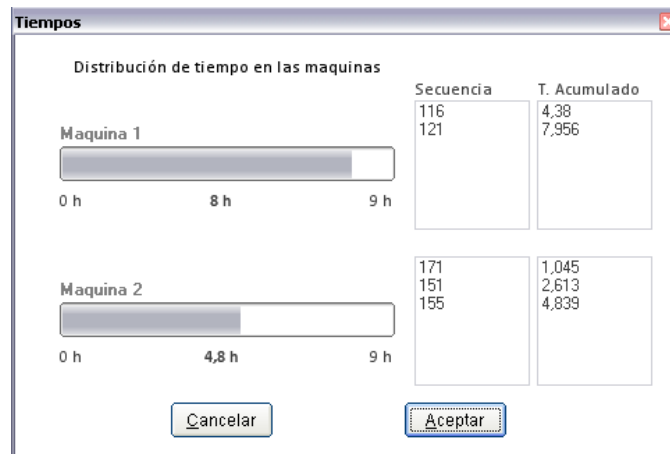 Tiempos
Distribución de tiempo en las maquinas
Secuencia T. Acumulado
116 4,38
121 7,956
Maquina 1
0 h 8 h 9 h
171 1,045
151 2,613
155 4,839
Maquina 2
0 h 4,8 h 9 h
Cancelar Aceptar